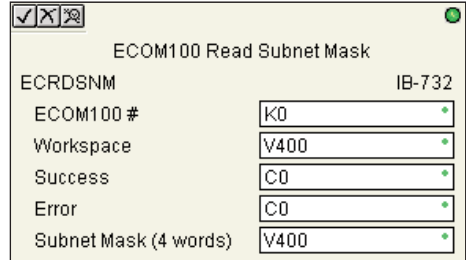 ECOM100 Read Subnet Mask
ECRDSNM IB-732
ECOM100 # K0
Workspace V400
Success C0
Error C0
Subnet Mask (4 words) V400